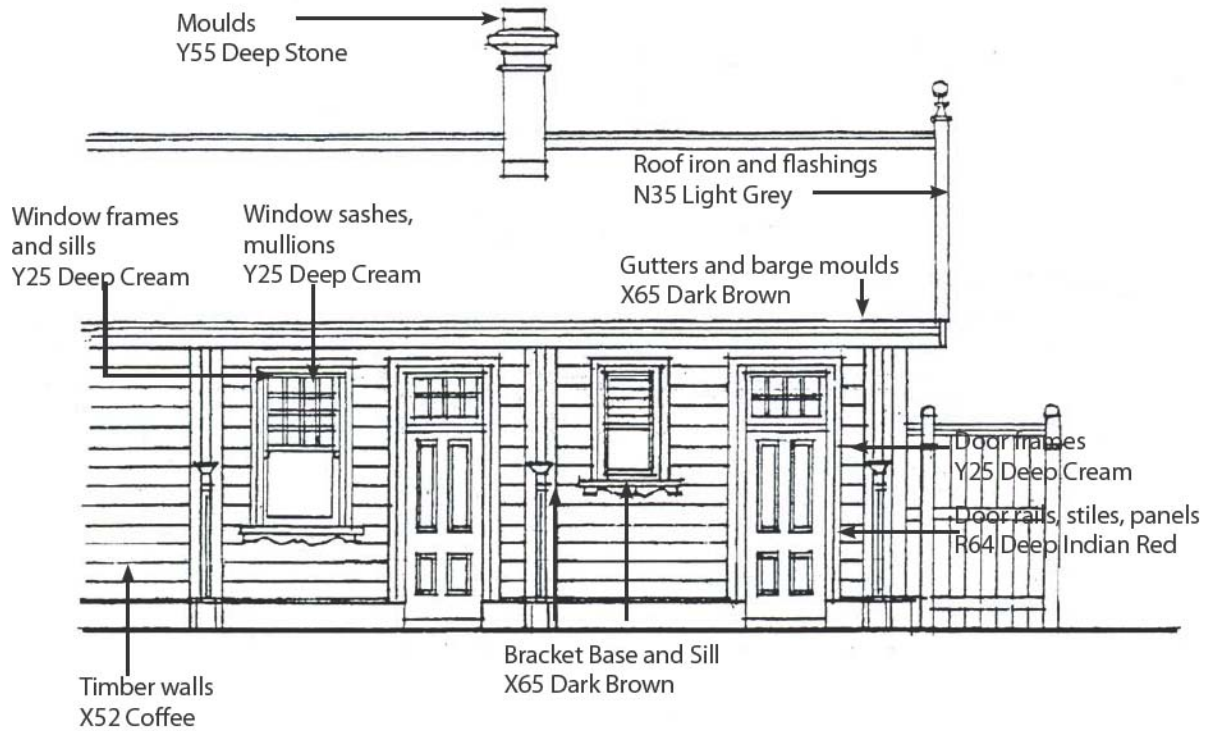 Moulds
Y55 Deep Stone
Roof iron and flashings
N35 Light Grey
Window frames
and sills
Y25 Deep Cream
Window sashes,
mullions
Y25 Deep Cream
Gutters and barge moulds
X65 Dark Brown
Door frames
Y25 Deep Cream
Door rails, stiles, panels
R64 Deep Indian Red
Bracket Base and Sill
X65 Dark Brown
Timber walls
X52 Coffee